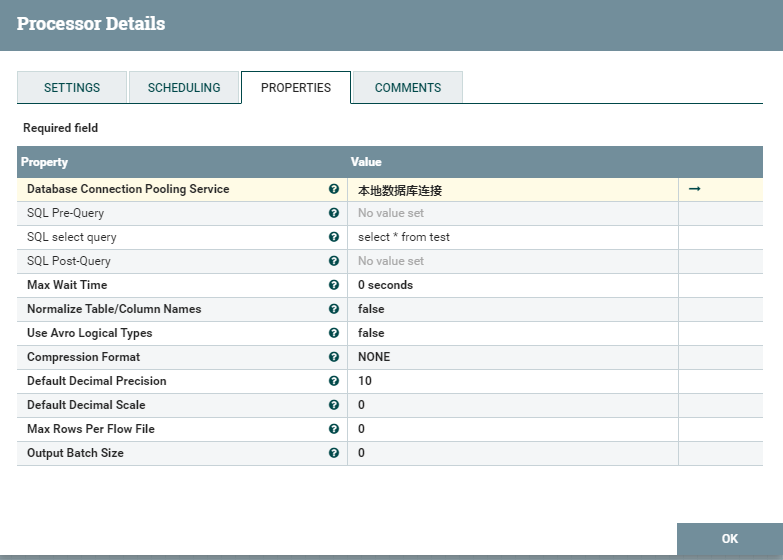 Processor Details
SETTINGS SCHEDULING PROPERTIES COMMENTS
Required field
Property Value
Database Connection Pooling Service 本地数据库连接
SQL Pre-Query No value set
SQL select query select * from test
SQL Post-Query No value set
Max Wait Time 0 seconds
Normalize Table/Column Names false
Use Avro Logical Types false
Compression Format NONE
Default Decimal Precision 10
Default Decimal Scale 0
Max Rows Per Flow File 0
Output Batch Size 0
OK